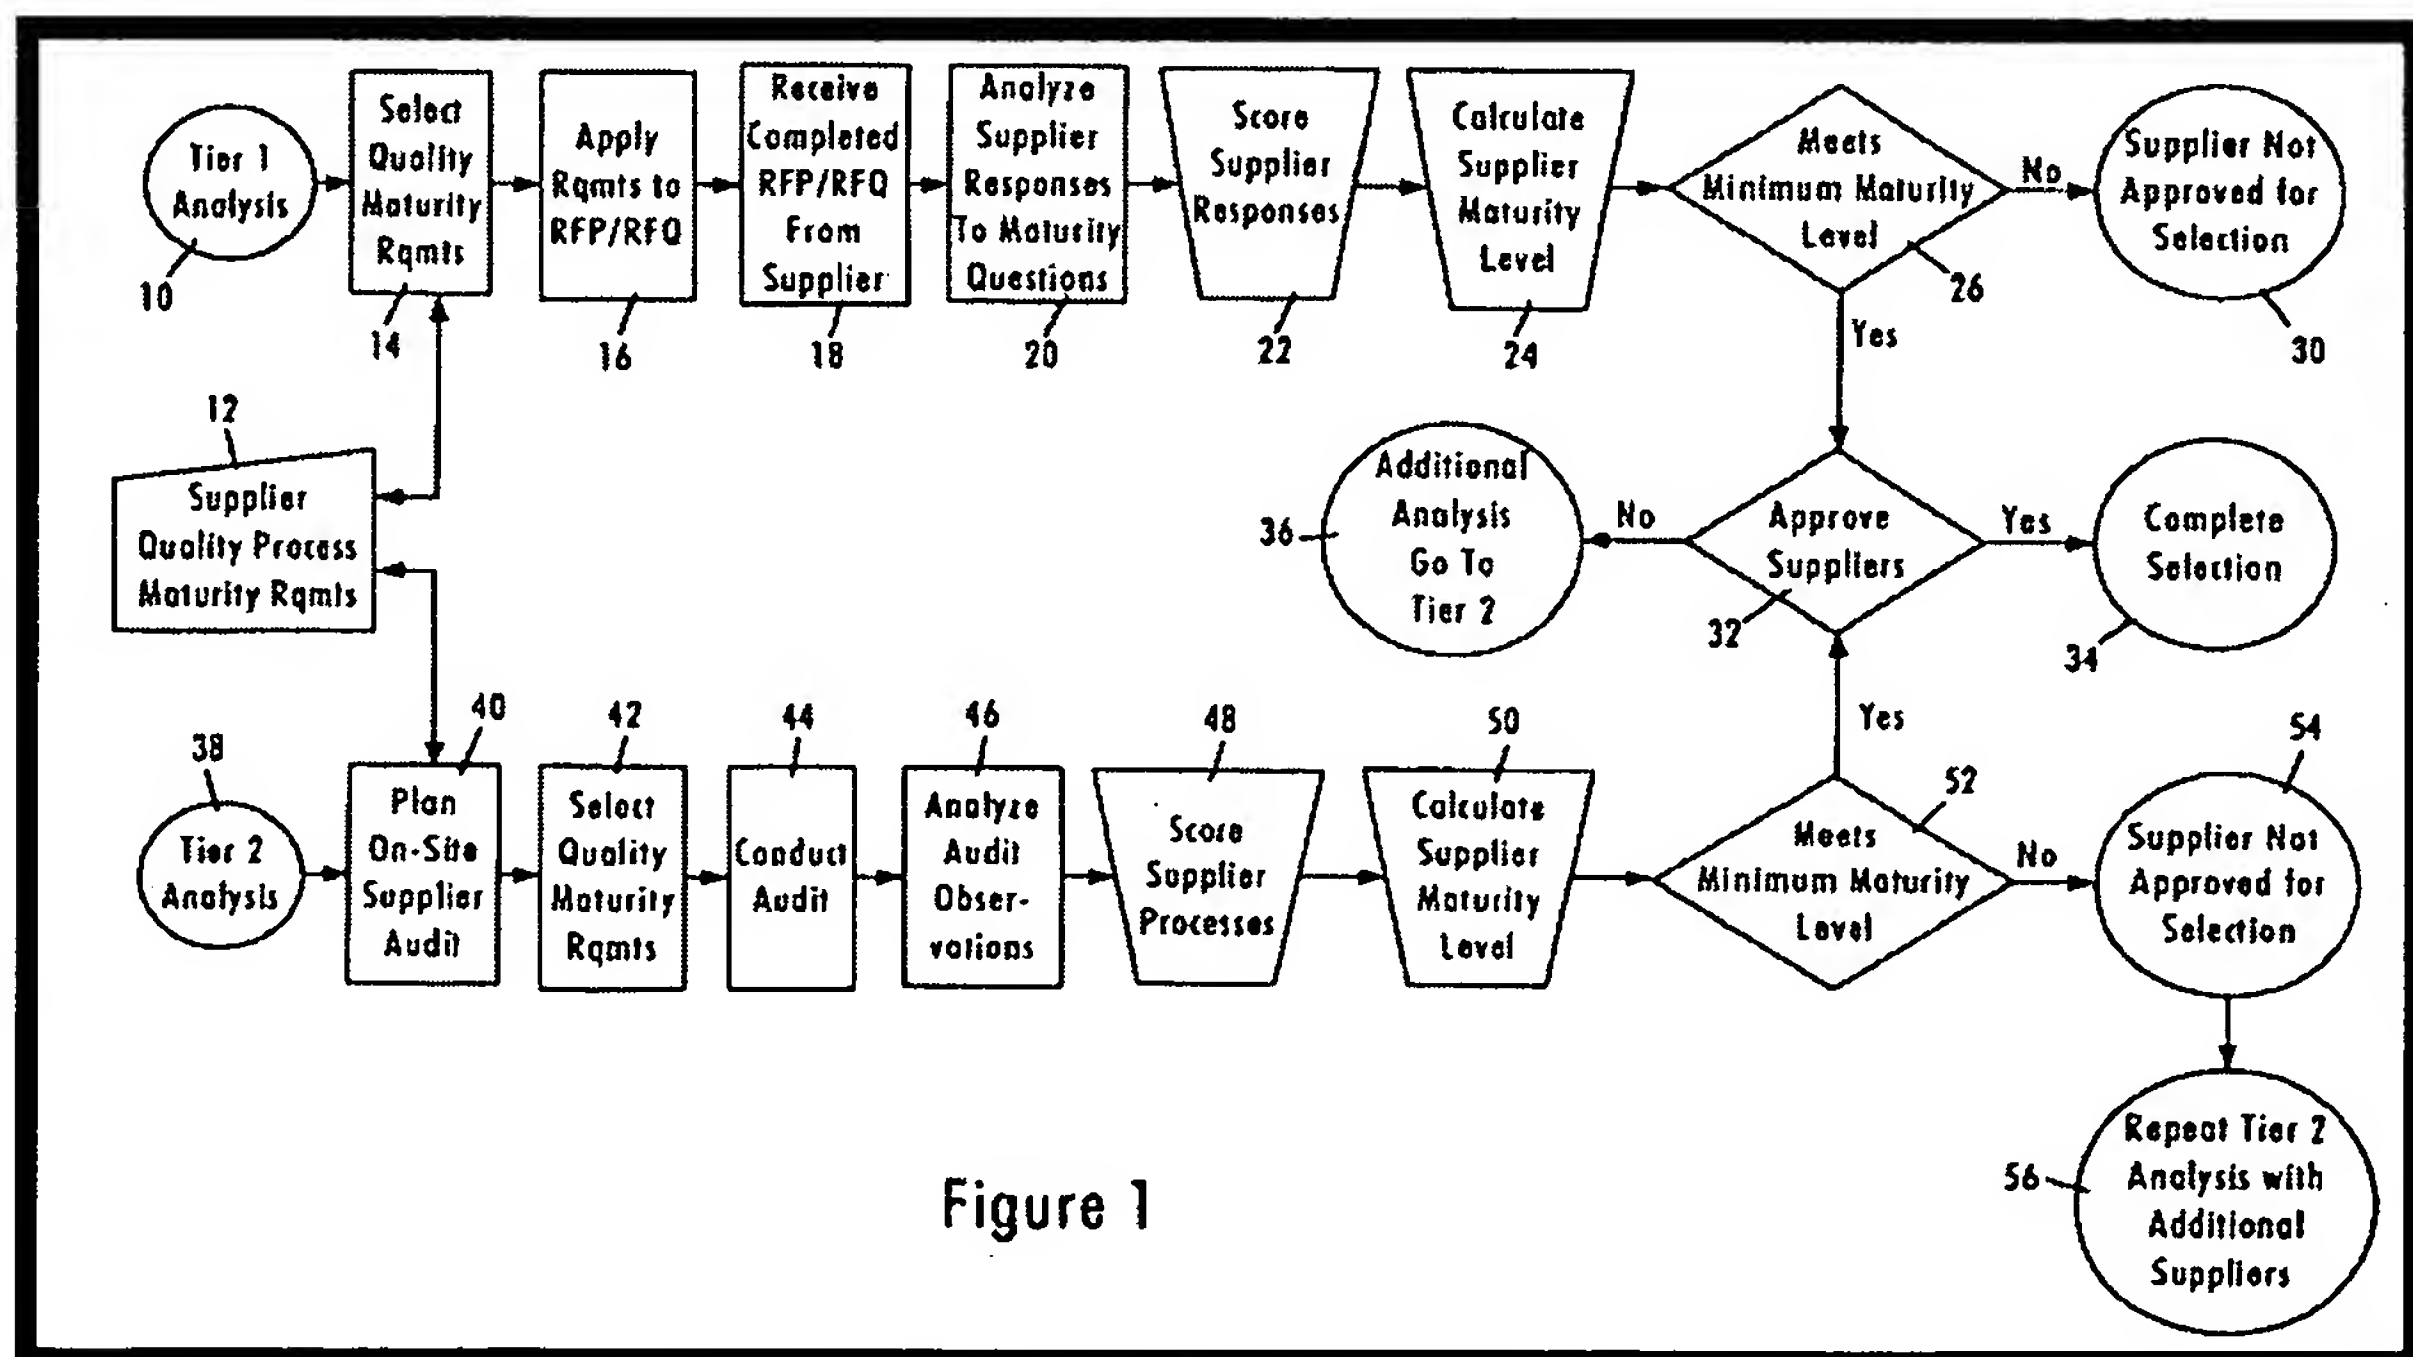 Tier 1
Analysis
10
Select
Quality
Maturity
Rqmts
14
Apply
Rqmts to
RFP/RFQ
16
Receive
Completed
RFP/RFQ
From
Supplier
18
Analyze
Supplier
Responses
To Maturity
Questions
20
Score
Supplier
Responses
22
Calculate
Supplier
Maturity
Level
24
Meets
Minimum Maturity
Level
26
No
Yes
Supplier Not
Approved for
Selection
30
12
Supplier
Quality Process
Maturity Rqmts
36
Additional
Analysis
Go To
Tier 2
No
Approve
Suppliers
32
Yes
Complete
Selection
34
38
Tier 2
Analysis
40
Plan
On-Site
Supplier
Audit
42
Select
Quality
Maturity
Rqmts
44
Conduct
Audit
46
Analyze
Audit
Obser-
vations
48
Score
Supplier
Processes
50
Calculate
Supplier
Maturity
Level
Yes
52
Meets
Minimum Maturity
Level
No
54
Supplier Not
Approved for
Selection
56
Repeat Tier 2
Analysis with
Additional
Suppliers
Figure 1